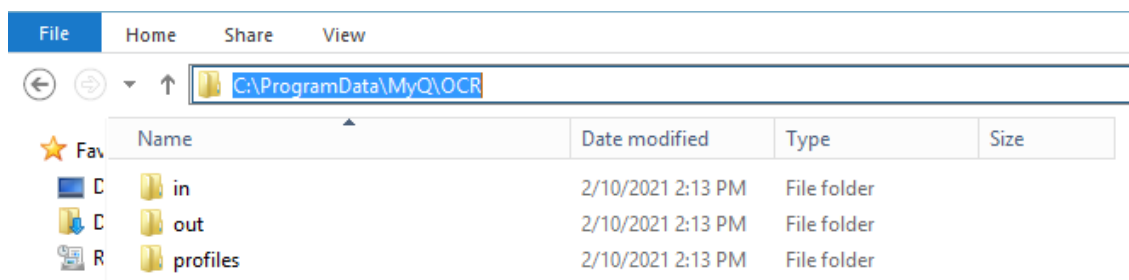 File Home Share View
C:\ProgramData\MyQ\OCR
Name Date modified Type Size
Fav
in 2/10/2021 2:13 PM File folder
D
out 2/10/2021 2:13 PM File folder
D
profiles 2/10/2021 2:13 PM File folder
R